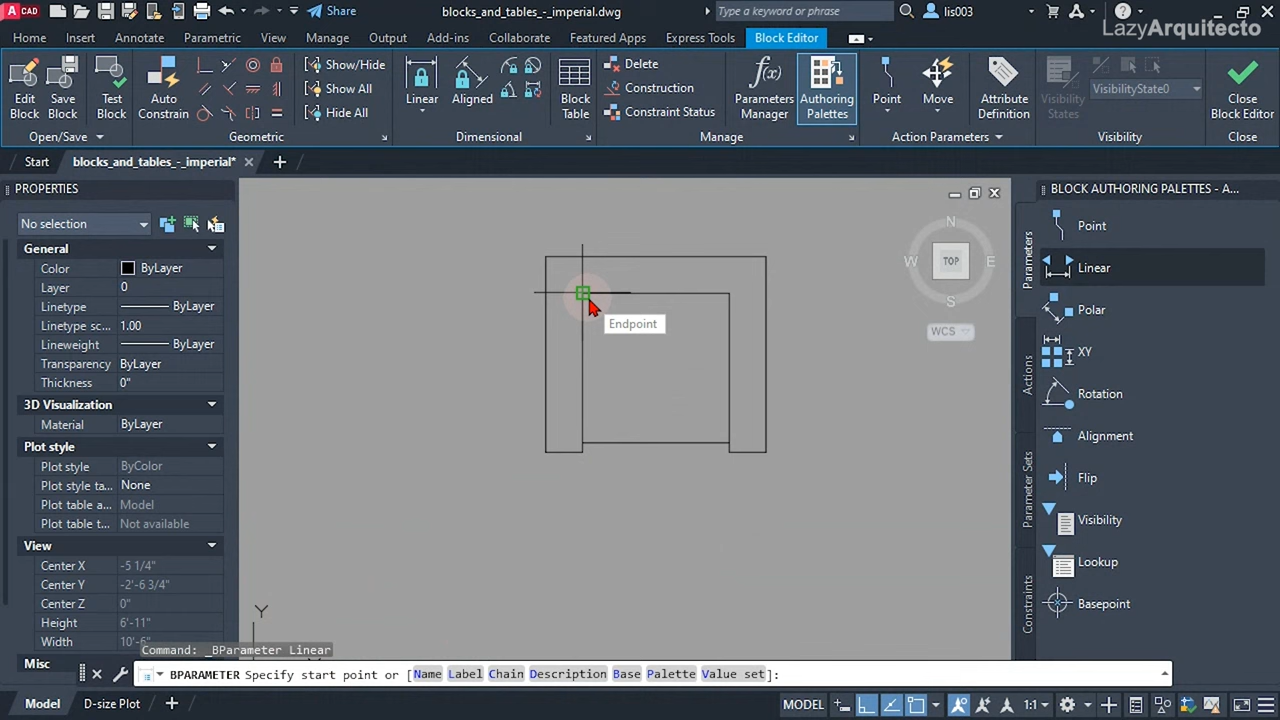 CAD
Share
blocks_and_tables_-_imperial.dwg
Type a keyword or phrase
lis003
?
LazyArquitecto
Home
Insert
Annotate
Parametric
View
Manage
Output
Add-ins
Collab
Featured Apps
Express Tools
Block Editor
Edit Block
Save Block
Test Block
Auto Constrain
Show/Hide
Show All
Hide All
Linear
Aligned
Block Table
Delete
Construction
Constraint Status
f(x)
Parameters Manager
Authoring Palettes
Point
Move
Attribute Definition
Visibility States
VisibilityState0
Close Block Editor
Open/Save
Geometric
Dimensional
Manage
Action Parameters
Visibility
Close
Start
blocks_and_tables_-_imperial*
PROPERTIES
No selection
General
Color ByLayer
Layer 0
Linetype ByLayer
Linetype sc... 1.00
Lineweight ByLayer
Transparency ByLayer
Thickness 0"
3D Visualization
Material ByLayer
Plot style
Plot style ByColor
Plot style ta... None
Plot table a... Model
Plot table t... Not available
View
Center X -5 1/4"
Center Y -2'-6 3/4"
Center Z 0"
Height 6'-11"
Width 10'-6"
Misc
Endpoint
N
W
TOP
E
S
WCS
Y
BLOCK AUTHORING PALETTES - A...
Parameters
Actions
Parameter Sets
Constraints
Point
Linear
Polar
XY
Rotation
Alignment
Flip
Visibility
Lookup
Basepoint
Command: _BParameter Linear
BPARAMETER Specify start point or [Name Label Chain Description Base Palette Value set]:
Model
D-size Plot
MODEL
1:1